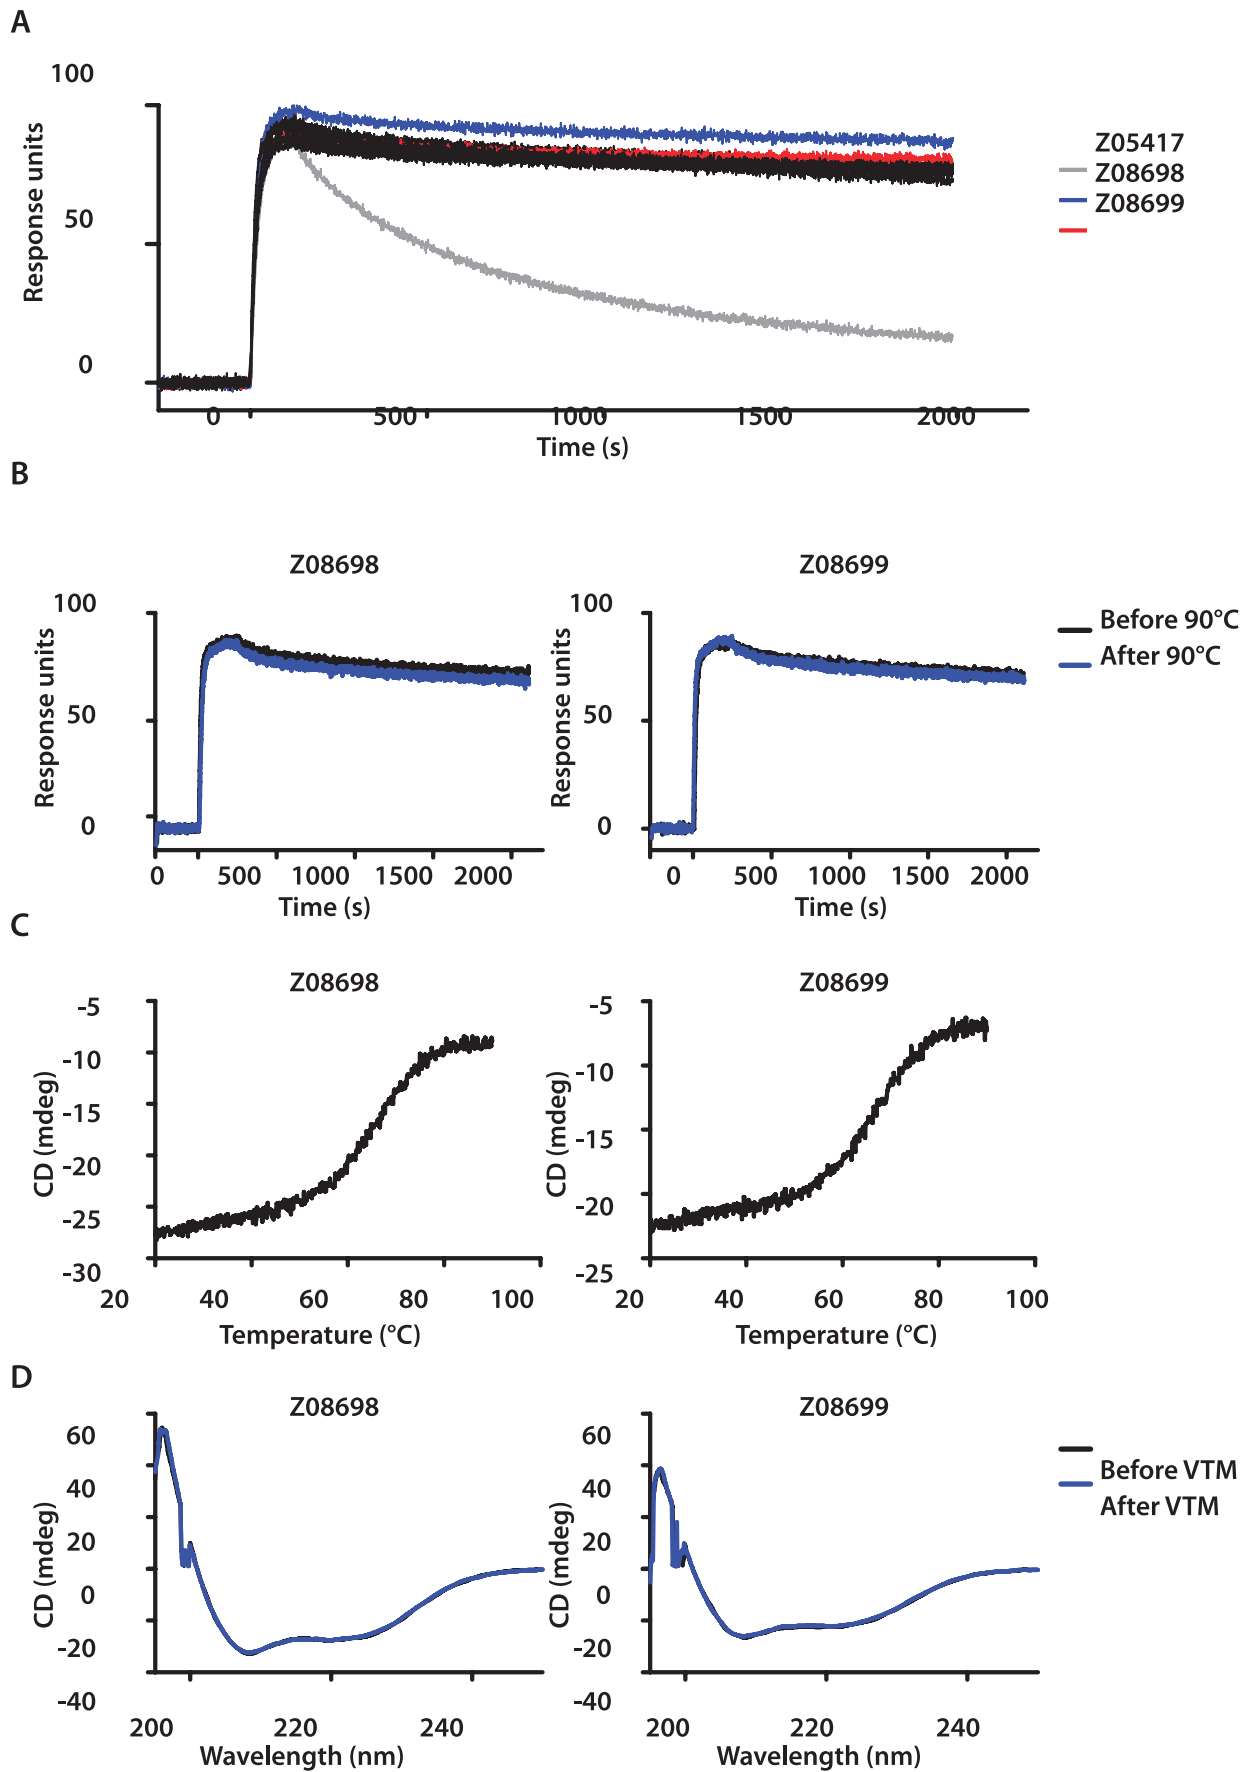 A
100
50
0
Response units
Z05417
Z08698
Z08699
0 500 1000 1500 2000
Time (s)
B
Z08698
Z08699
100
50
0
Response units
100
50
0
Response units
Before 90°C
After 90°C
0 500 1000 1500 2000
Time (s)
0 500 1000 1500 2000
Time (s)
C
Z08698
Z08699
-5
-10
-15
-20
-25
-30
CD (mdeg)
-5
-10
-15
-20
-25
CD (mdeg)
20 40 60 80 100
Temperature (°C)
20 40 60 80 100
Temperature (°C)
D
Z08698
Z08699
60
40
20
0
-20
-40
CD (mdeg)
60
40
20
0
-20
-40
CD (mdeg)
Before VTM
After VTM
200 220 240
Wavelength (nm)
200 220 240
Wavelength (nm)